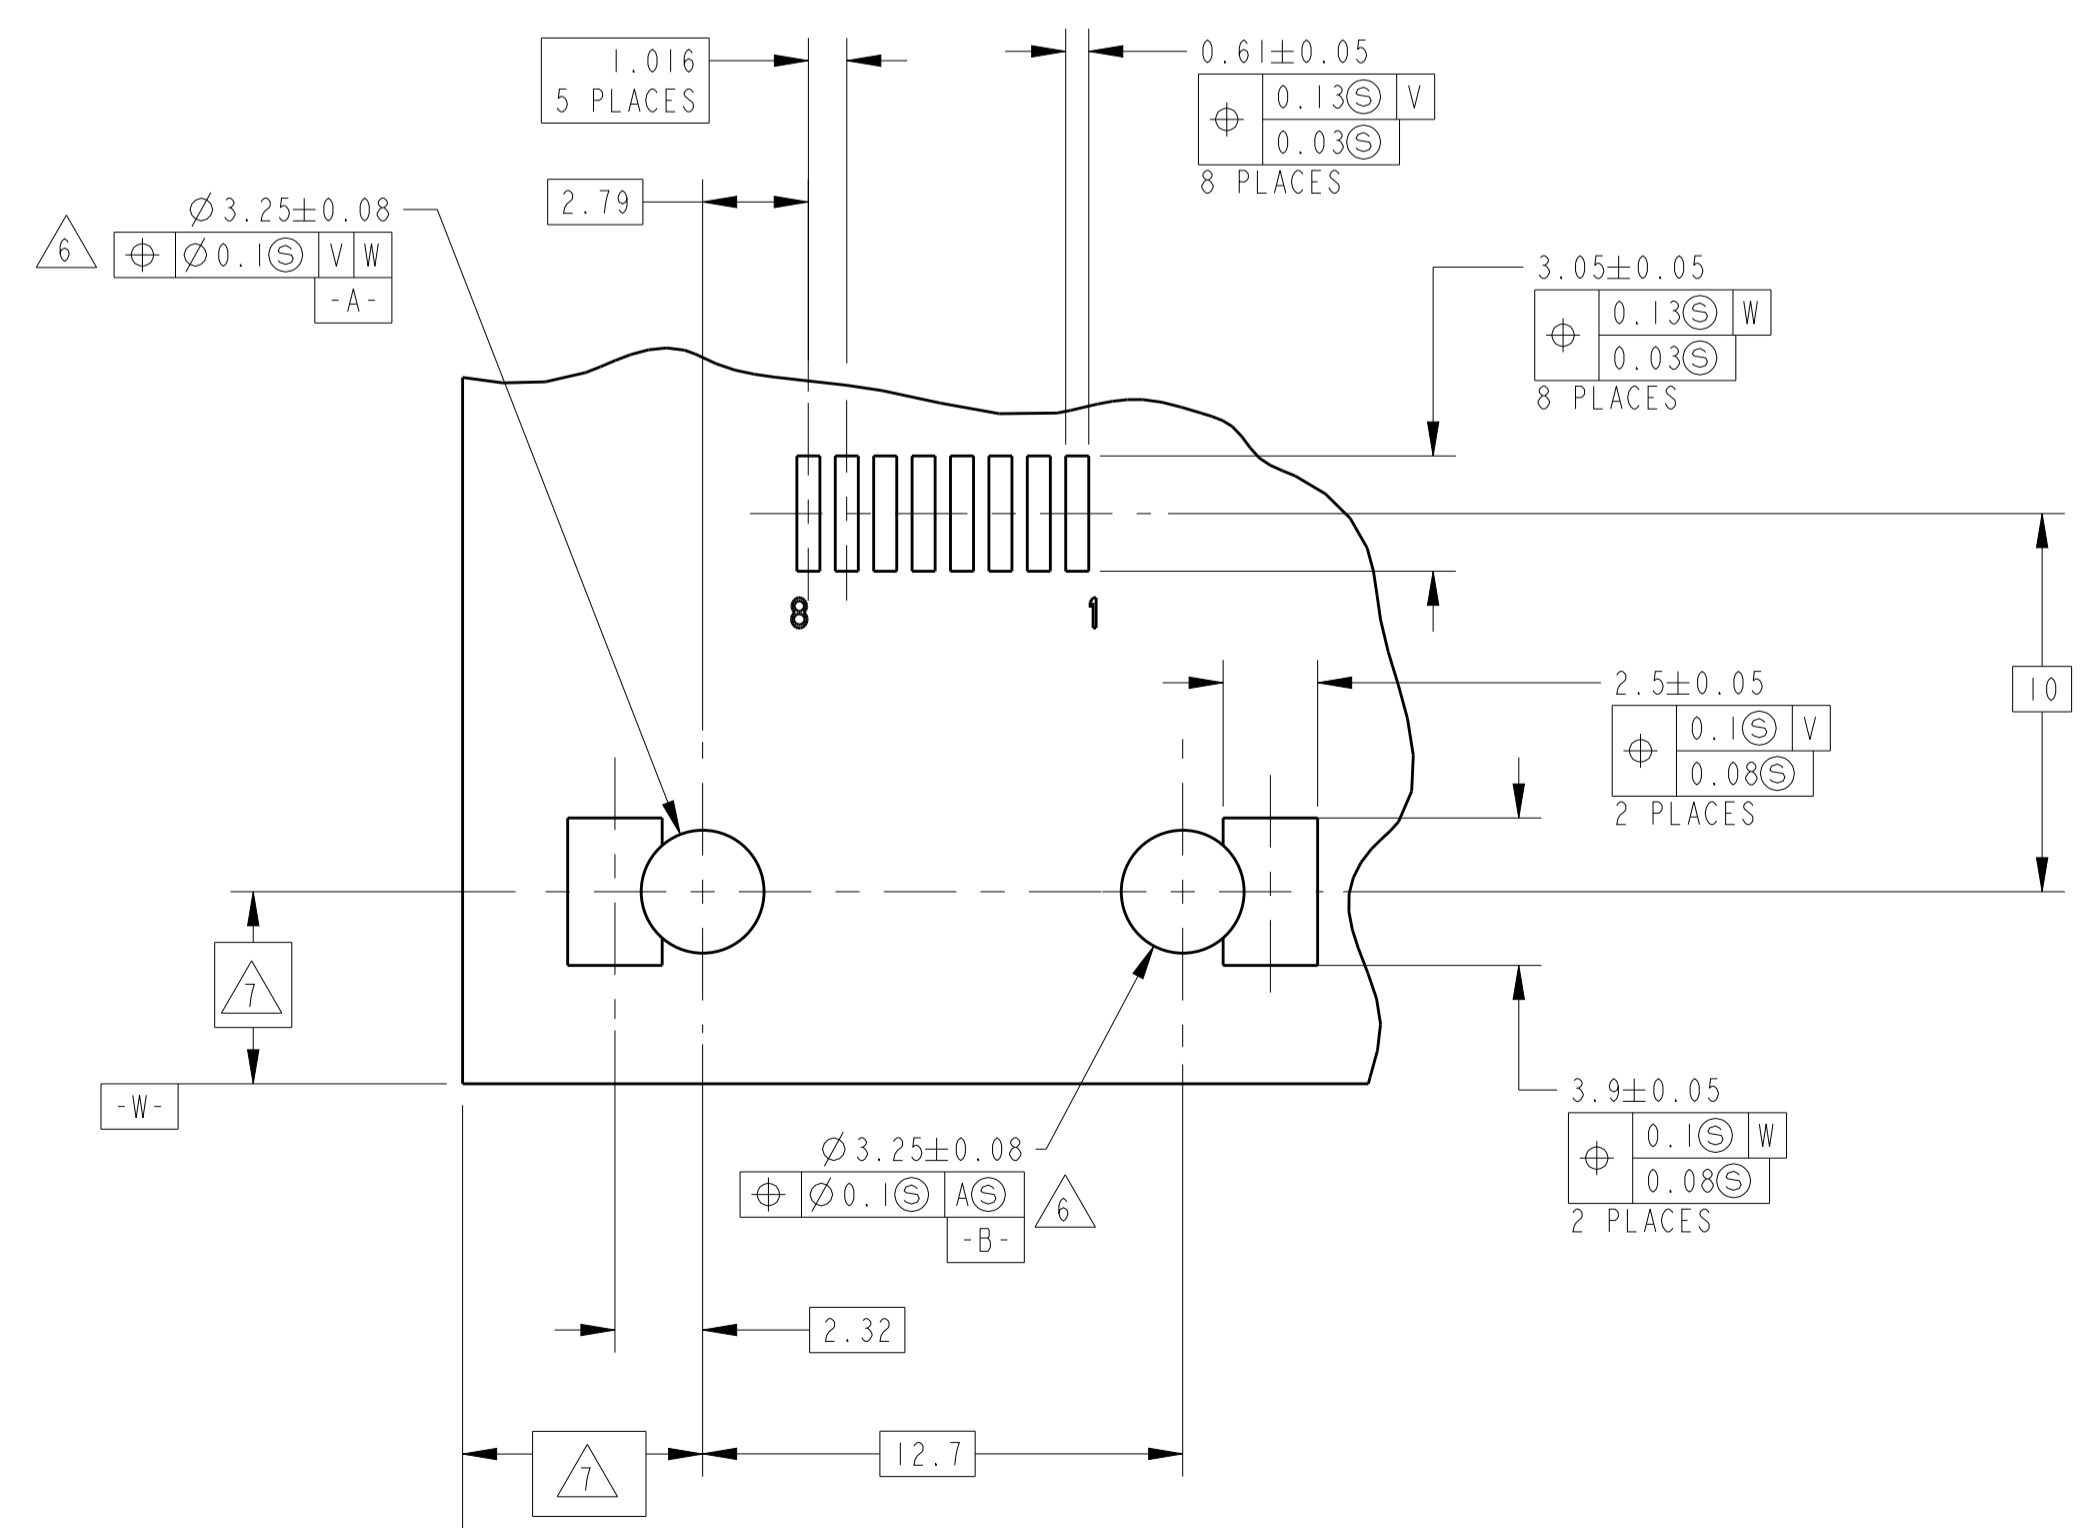 1.016
5 PLACES
0.61±0.05
⌖ 0.13Ⓢ V
0.03Ⓢ
8 PLACES
2.79
Ø3.25±0.08
6
⌖ Ø0.1Ⓢ V W
-A-
3.05±0.05
⌖ 0.13Ⓢ W
0.03Ⓢ
8 PLACES
8
1
2.5±0.05
⌖ 0.1Ⓢ V
0.08Ⓢ
2 PLACES
10
7
-W-
3.9±0.05
⌖ 0.1Ⓢ W
0.08Ⓢ
2 PLACES
Ø3.25±0.08
⌖ Ø0.1Ⓢ AⓈ
6
-B-
2.32
7
12.7